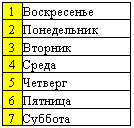 1 Воскресенье
2 Понедельник
3 Вторник
4 Среда
5 Четверг
6 Пятница
7 Суббота